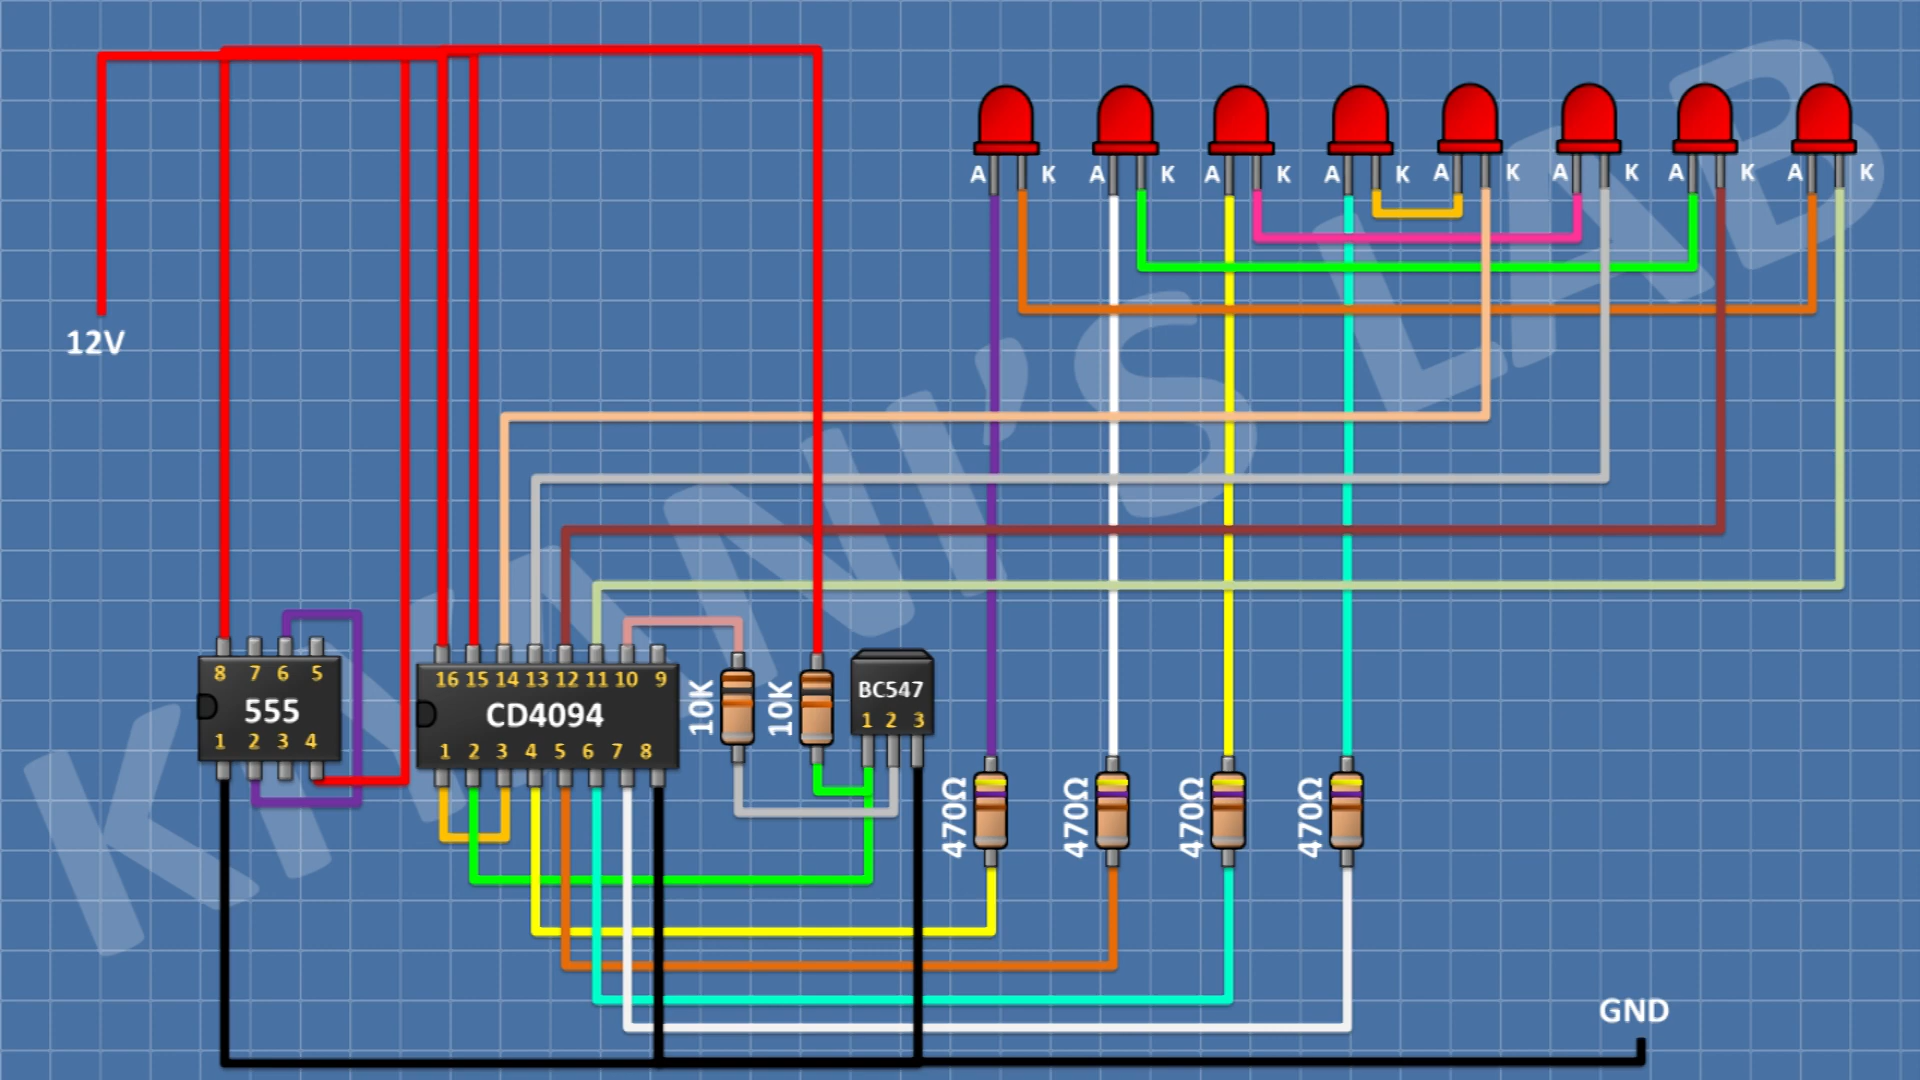 A K A K A K A K A K A K A K A K
12V
KHANI'S LAB
8 7 6 5
555
1 2 3 4
16 15 14 13 12 11 10 9
CD4094
1 2 3 4 5 6 7 8
10K
10K
BC547
1 2 3
470Ω
470Ω
470Ω
470Ω
GND